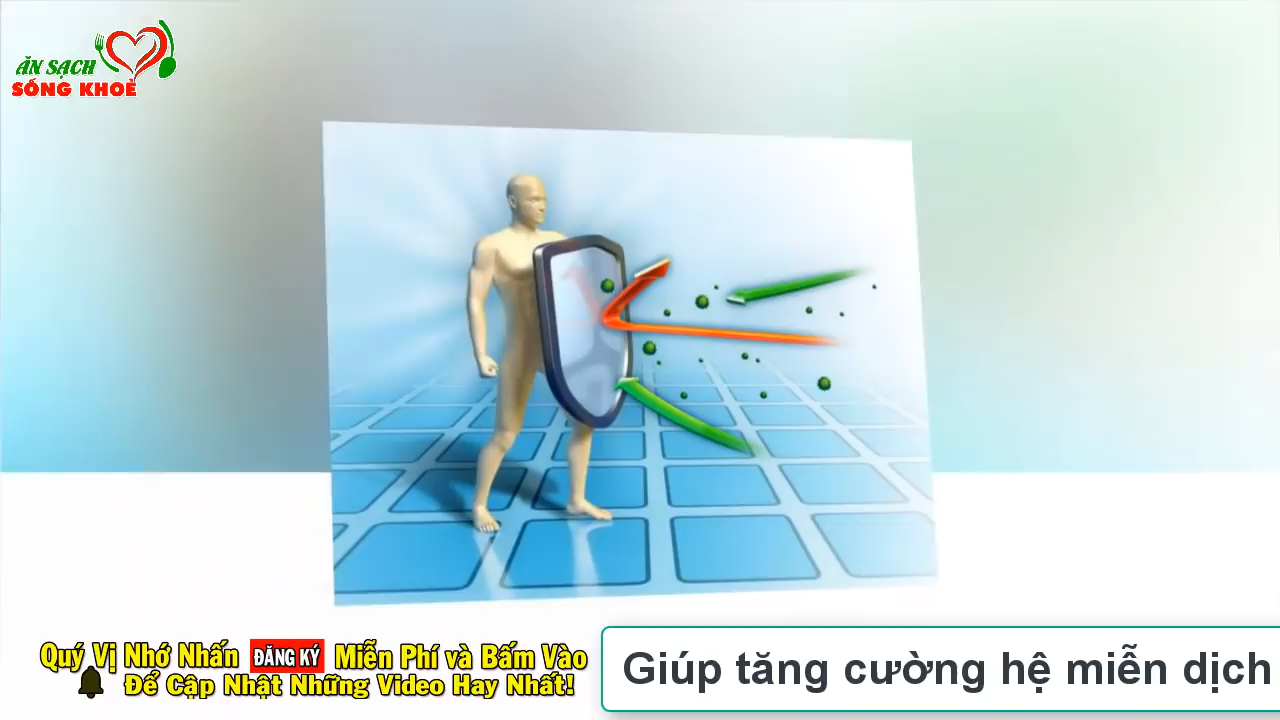 ĂN SẠCH
SỐNG KHOẺ
Quý Vị Nhớ Nhấn ĐĂNG KÝ Miễn Phí và Bấm Vào
Để Cập Nhật Những Video Hay Nhất!
Giúp tăng cường hệ miễn dịch